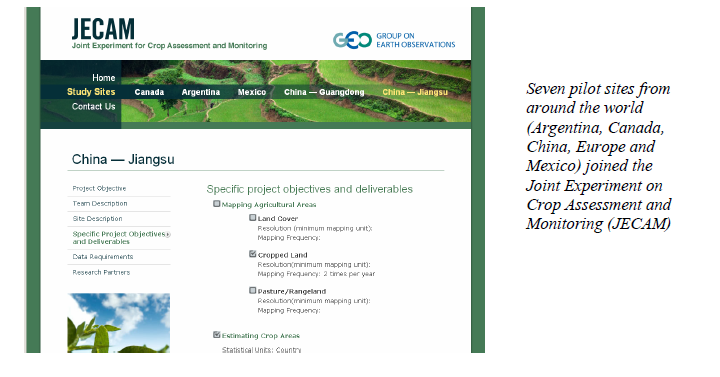 JECAM
Joint Experiment for Crop Assessment and Monitoring
GEO GROUP ON
EARTH OBSERVATIONS
Home
Study Sites
Contact Us
Canada Argentina Mexico China — Guangdong China — Jiangsu
China — Jiangsu
Project Objective
Team Description
Site Description
Specific Project Objectives
and Deliverables
Data Requirements
Research Partners
Specific project objectives and deliverables
Mapping Agricultural Areas
Land Cover
Resolution (minimum mapping unit):
Mapping Frequency:
Cropped Land
Resolution(minimum mapping unit):
Mapping Frequency: 2 times per year
Pasture/Rangeland
Resolution(minimum mapping unit):
Mapping Frequency:
Estimating Crop Areas
Statistical Units: Country
Seven pilot sites from
around the world
(Argentina, Canada,
China, Europe and
Mexico) joined the
Joint Experiment on
Crop Assessment and
Monitoring (JECAM)